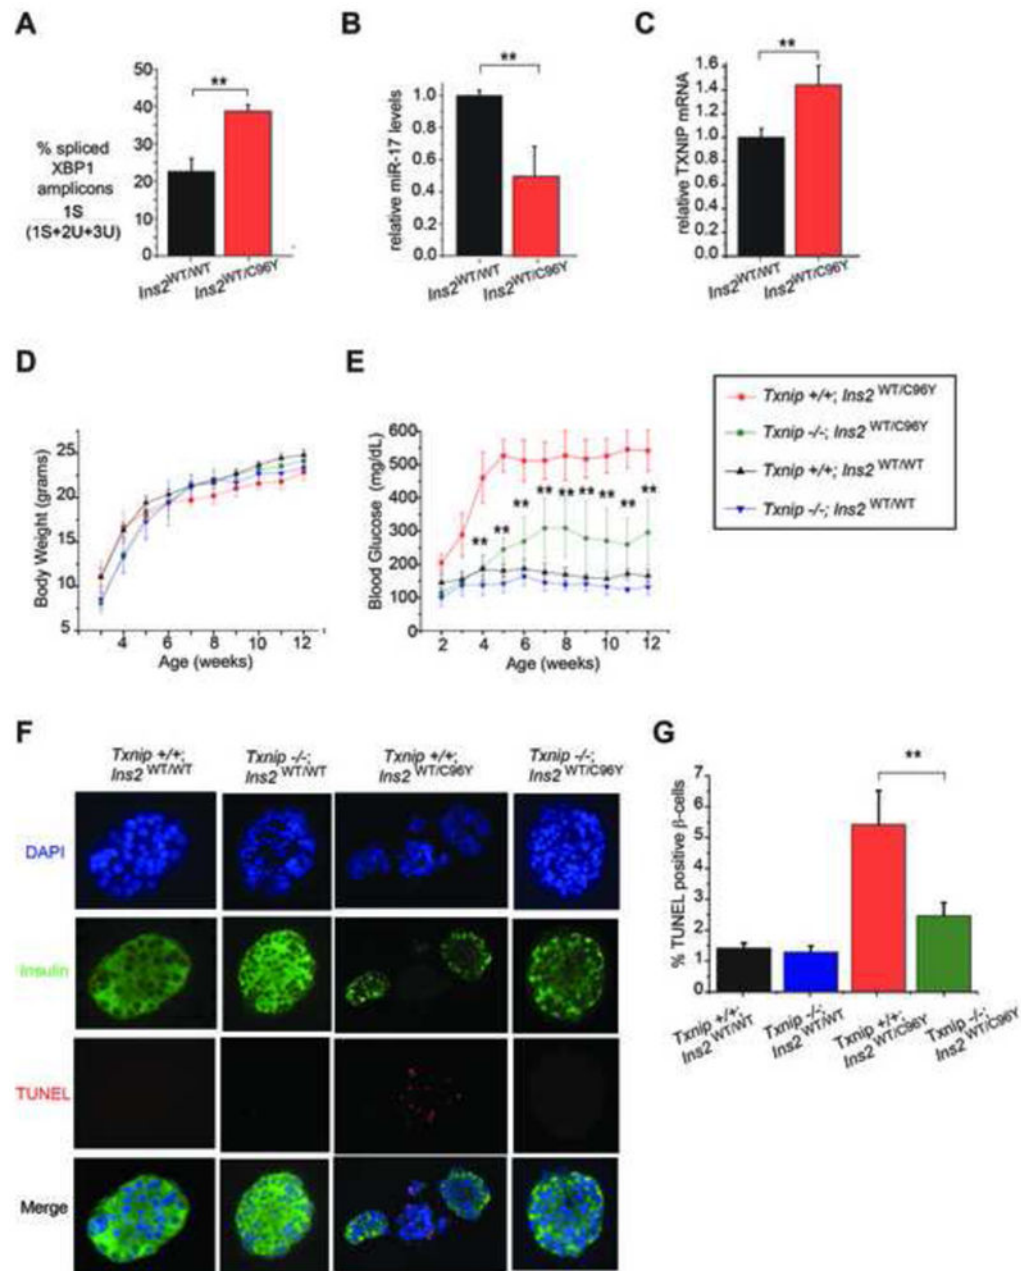 A
B
C
50
40
30
20
10
0
**
% spliced
XBP1
amplicons
1S
(1S+2U+3U)
Ins2WT/WT
Ins2WT/C96Y
relative miR-17 levels
1.0
0.8
0.6
0.4
0.2
0.0
**
Ins2WT/WT
Ins2WT/C96Y
relative TXNIP mRNA
1.6
1.4
1.2
1.0
0.8
0.6
0.4
0.2
0.0
**
Ins2WT/WT
Ins2WT/C96Y
D
E
Body Weight (grams)
25
20
15
10
5
4
6
8
10
12
Age (weeks)
Blood Glucose (mg/dL)
600
500
400
300
200
100
0
** ** ** ** ** ** ** ** **
2
4
6
8
10
12
Age (weeks)
Txnip +/+; Ins2 WT/C96Y
Txnip -/-; Ins2 WT/C96Y
Txnip +/+; Ins2 WT/WT
Txnip -/-; Ins2 WT/WT
F
Txnip +/+;
Ins2 WT/WT
Txnip -/-;
Ins2 WT/WT
Txnip +/+;
Ins2 WT/C96Y
Txnip -/-;
Ins2 WT/C96Y
DAPI
Insulin
TUNEL
Merge
G
% TUNEL positive β-cells
7
6
5
4
3
2
1
0
**
Txnip +/+;
Ins2 WT/WT
Txnip -/-;
Ins2 WT/WT
Txnip +/+;
Ins2 WT/C96Y
Txnip -/-;
Ins2 WT/C96Y